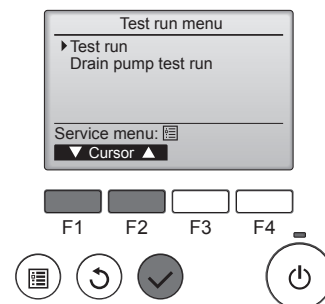 Test run menu
Test run
Drain pump test run
Service menu:
▼ Cursor ▲
F1 F2 F3 F4